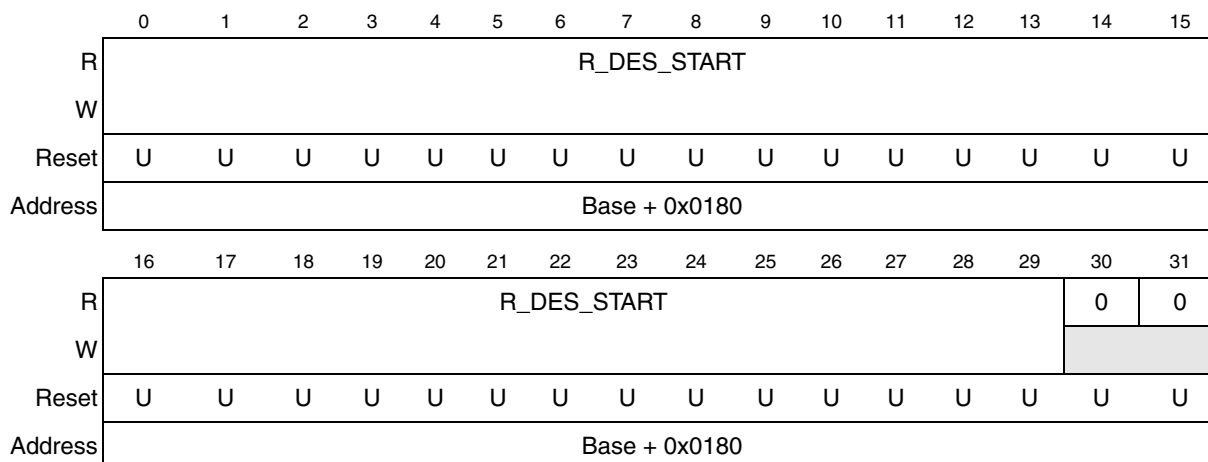 0 1 2 3 4 5 6 7 8 9 10 11 12 13 14 15
R R_DES_START
W
Reset U U U U U U U U U U U U U U U U
Address Base + 0x0180
16 17 18 19 20 21 22 23 24 25 26 27 28 29 30 31
R R_DES_START 0 0
W
Reset U U U U U U U U U U U U U U U U
Address Base + 0x0180